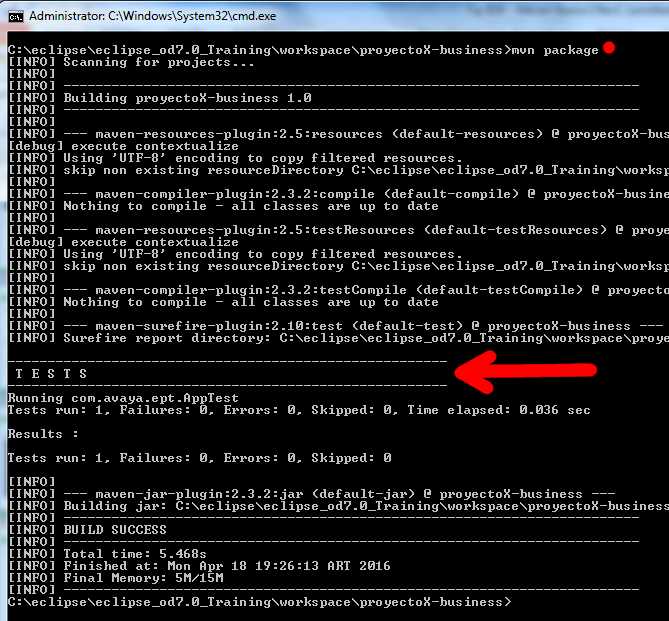 Administrator: C:\Windows\System32\cmd.exe
C:\eclipse\eclipse_od7.0_Training\workspace\proyectoX-business>mvn package
[INFO] Scanning for projects...
[INFO]
[INFO] ------------------------------------------------------------------------
[INFO] Building proyectoX-business 1.0
[INFO] ------------------------------------------------------------------------
[INFO]
[INFO] --- maven-resources-plugin:2.5:resources (default-resources) @ proyectoX-bus
[debug] execute contextualize
[INFO] Using 'UTF-8' encoding to copy filtered resources.
[INFO] skip non existing resourceDirectory C:\eclipse\eclipse_od7.0_Training\worksp
[INFO]
[INFO] --- maven-compiler-plugin:2.3.2:compile (default-compile) @ proyectoX-busine
[INFO] Nothing to compile - all classes are up to date
[INFO]
[INFO] --- maven-resources-plugin:2.5:testResources (default-testResources) @ proye
[debug] execute contextualize
[INFO] Using 'UTF-8' encoding to copy filtered resources.
[INFO] skip non existing resourceDirectory C:\eclipse\eclipse_od7.0_Training\worksp
[INFO]
[INFO] --- maven-compiler-plugin:2.3.2:testCompile (default-testCompile) @ proyecto
[INFO] Nothing to compile - all classes are up to date
[INFO]
[INFO] --- maven-surefire-plugin:2.10:test (default-test) @ proyectoX-business ---
[INFO] Surefire report directory: C:\eclipse\eclipse_od7.0_Training\workspace\proye
-------------------------------------------------------
 T E S T S
-------------------------------------------------------
Running com.avaya.ept.AppTest
Tests run: 1, Failures: 0, Errors: 0, Skipped: 0, Time elapsed: 0.036 sec
Results :
Tests run: 1, Failures: 0, Errors: 0, Skipped: 0
[INFO]
[INFO] --- maven-jar-plugin:2.3.2:jar (default-jar) @ proyectoX-business ---
[INFO] Building jar: C:\eclipse\eclipse_od7.0_Training\workspace\proyectoX-business
[INFO] ------------------------------------------------------------------------
[INFO] BUILD SUCCESS
[INFO] ------------------------------------------------------------------------
[INFO] Total time: 5.468s
[INFO] Finished at: Mon Apr 18 19:26:13 ART 2016
[INFO] Final Memory: 5M/15M
[INFO] ------------------------------------------------------------------------
C:\eclipse\eclipse_od7.0_Training\workspace\proyectoX-business>